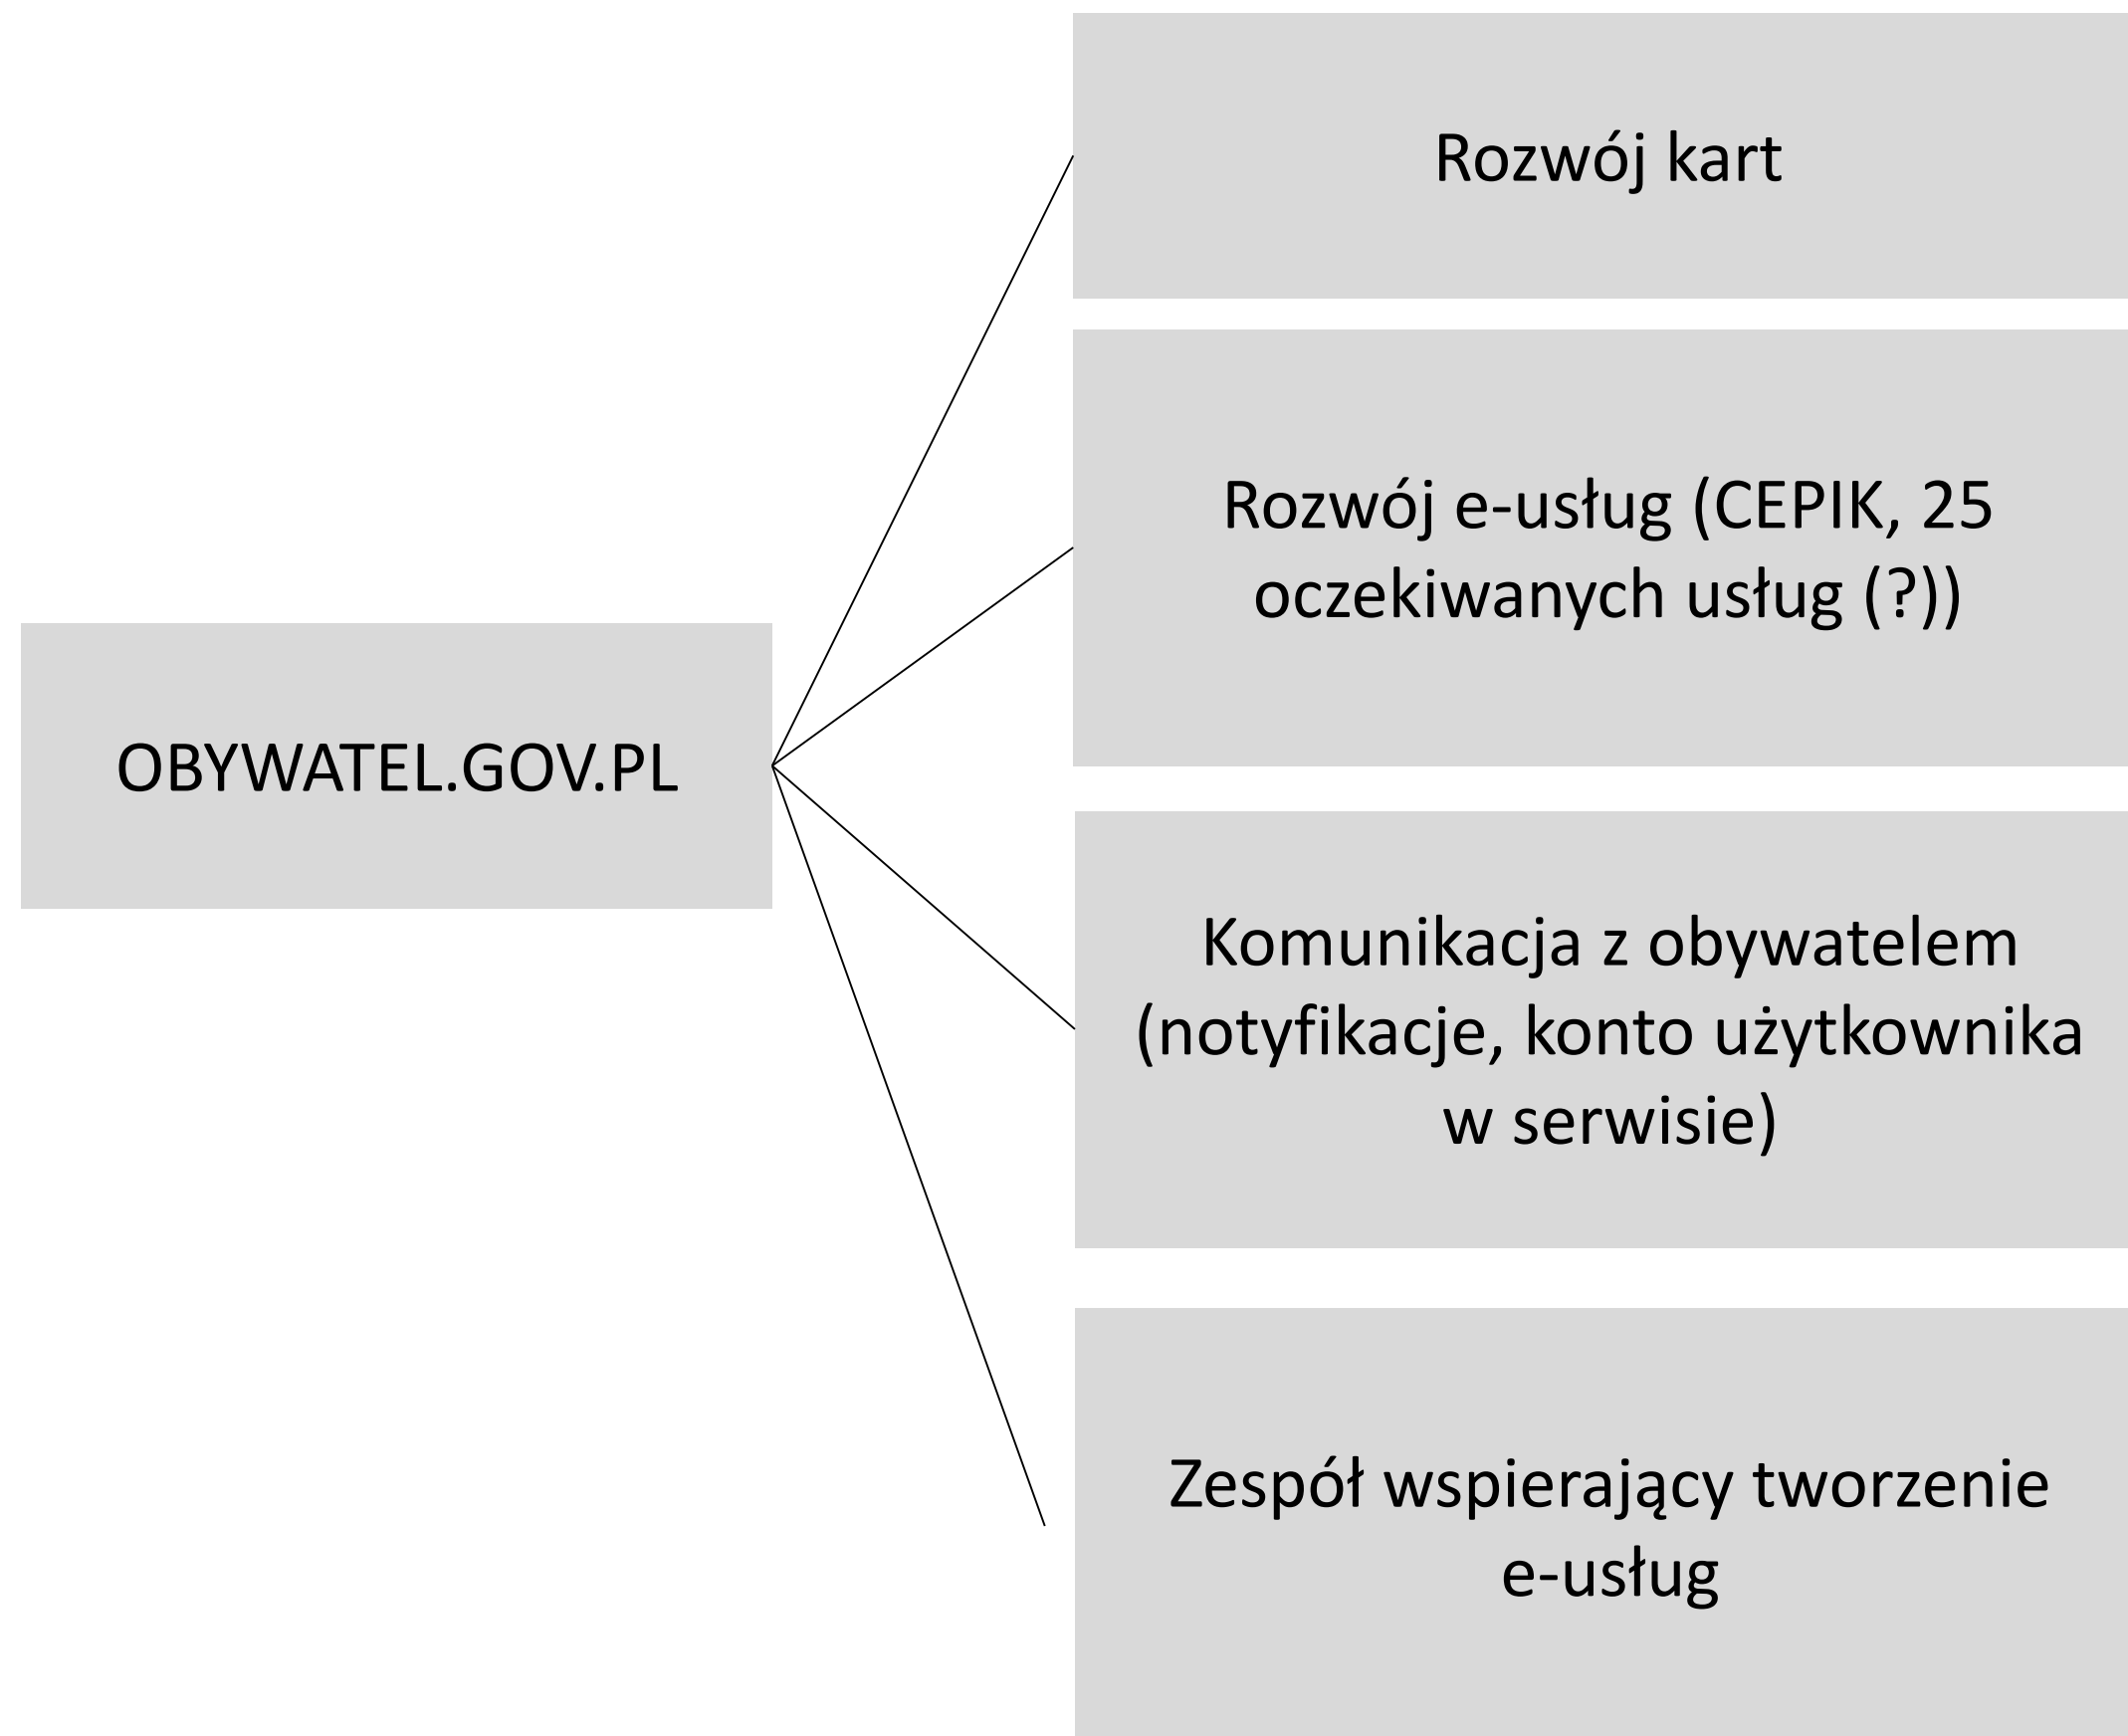 OBYWATEL.GOV.PL
Rozwój kart
Rozwój e-usług (CEPIK, 25
oczekiwanych usług (?))
Komunikacja z obywatelem
(notyfikacje, konto użytkownika
w serwisie)
Zespół wspierający tworzenie
e-usług